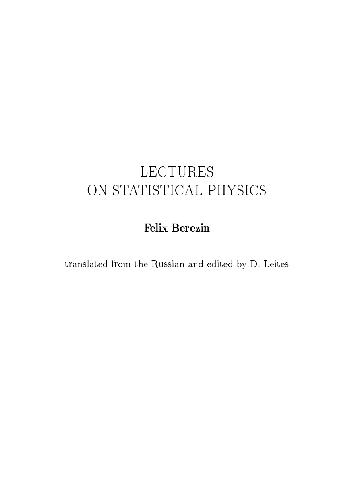 LECTURES
ON STATISTICAL PHYSICS
Felix Berezin
translated from the Russian and edited by D. Leites